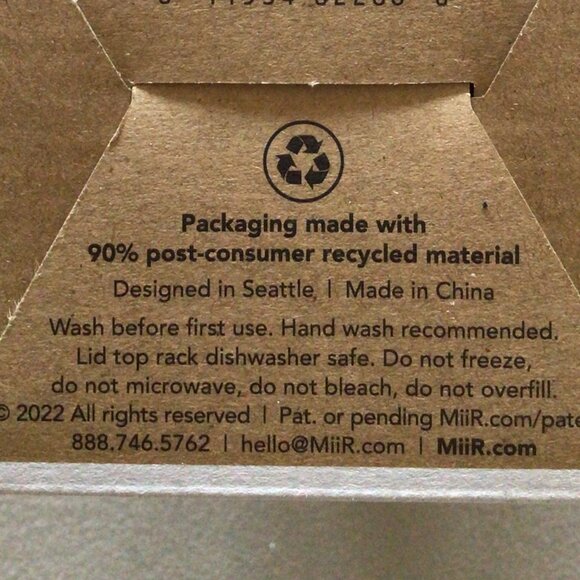 Packaging made with
90% post-consumer recycled material
Designed in Seattle, | Made in China
Wash before first use. Hand wash recommended.
Lid top rack dishwasher safe. Do not freeze,
do not microwave, do not bleach, do not overfill.
© 2022 All rights reserved | Pat. or pending MiiR.com/pate
888.746.5762 | hello@MiiR.com | MiiR.com